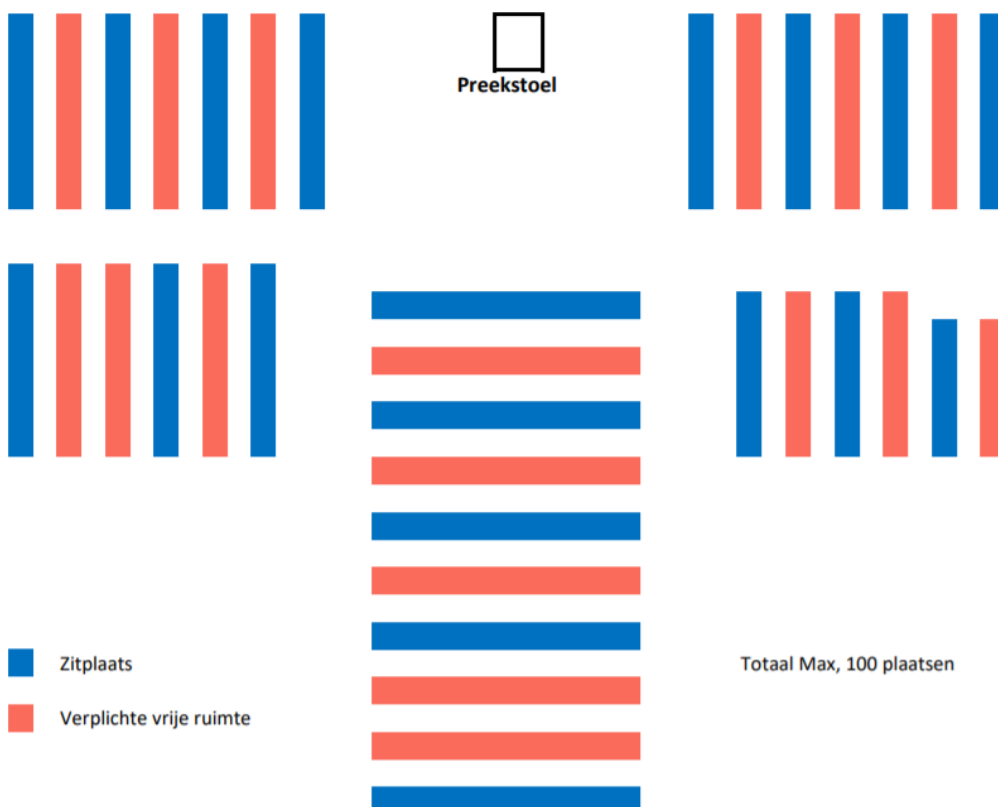 Preekstoel
Zitplaats
Totaal Max, 100 plaatsen
Verplichte vrije ruimte